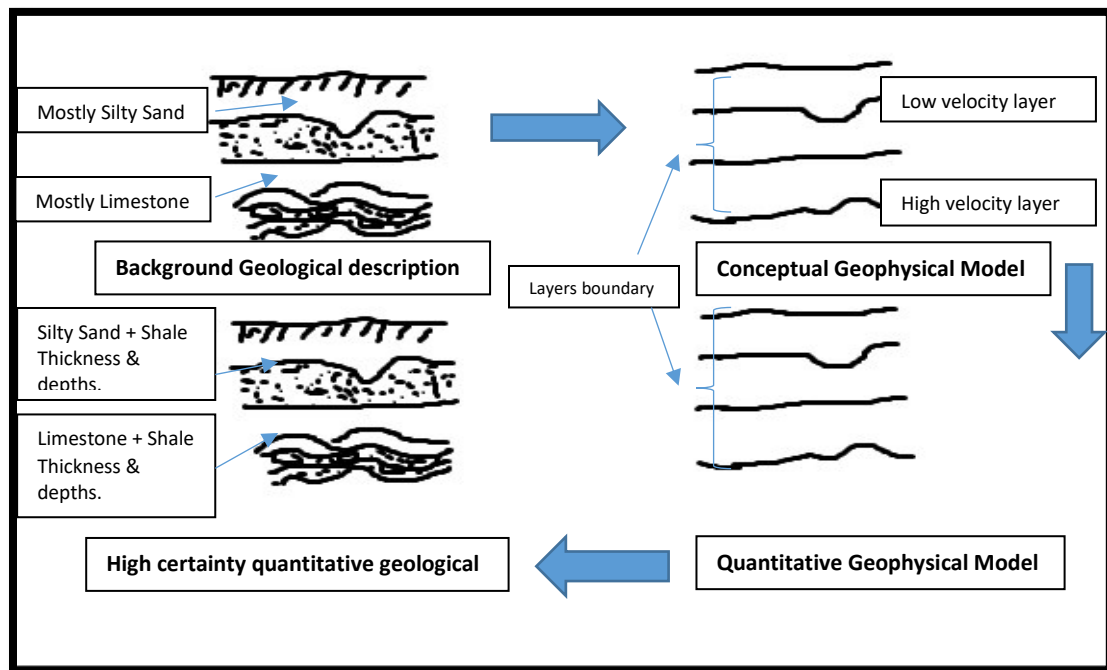 Mostly Silty Sand
Mostly Limestone
Background Geological description
Low velocity layer
High velocity layer
Layers boundary
Conceptual Geophysical Model
Silty Sand + Shale
Thickness &
depths.
Limestone + Shale
Thickness &
depths.
High certainty quantitative geological
Quantitative Geophysical Model